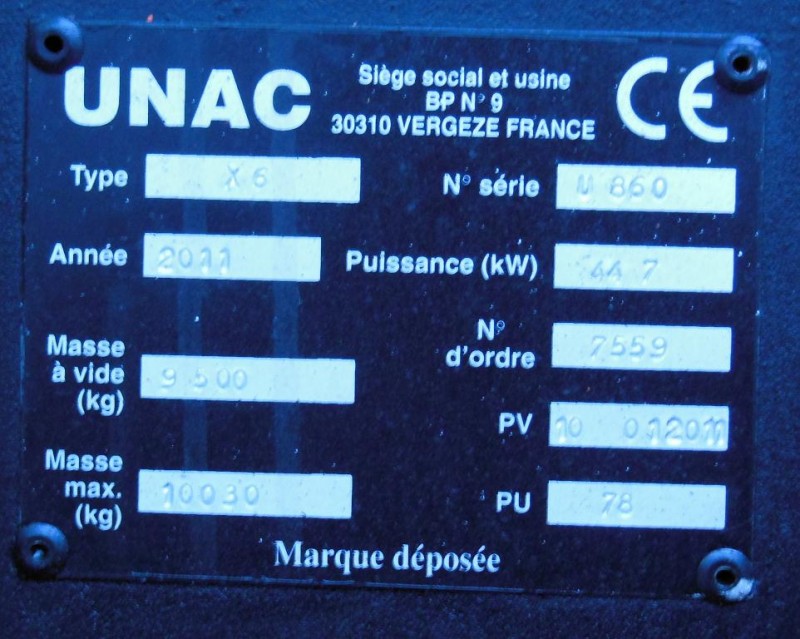 UNAC
Siège social et usine
BP N° 9
30310 VERGEZE FRANCE
CE
Type X6
N° série U 860
Année 2011
Puissance (kW) 44 7
N° d'ordre 7559
Masse à vide (kg) 9 500
PV 10 012011
Masse max. (kg) 10030
PU 78
Marque déposée